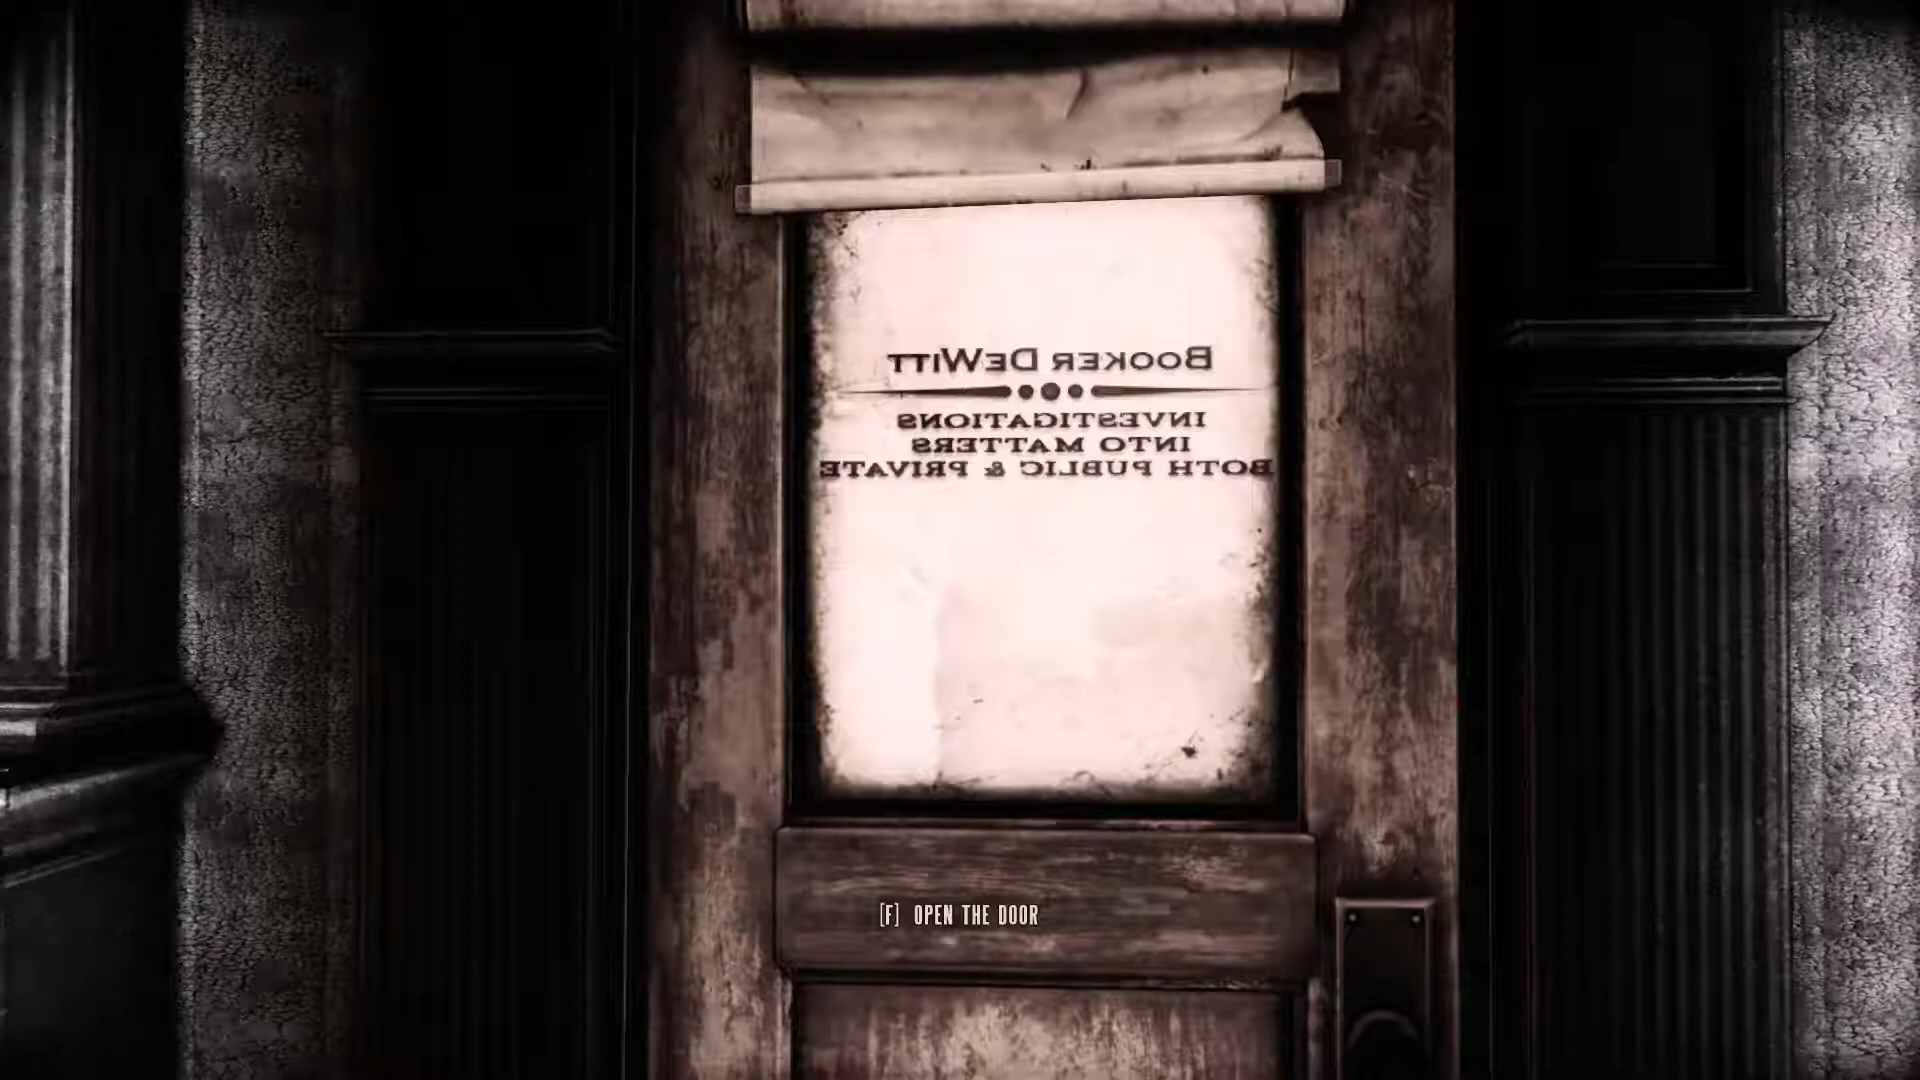 BOOKER DEWITT
INVESTIGATIONS
INTO MATTERS
BOTH PUBLIC & PRIVATE
[F] OPEN THE DOOR